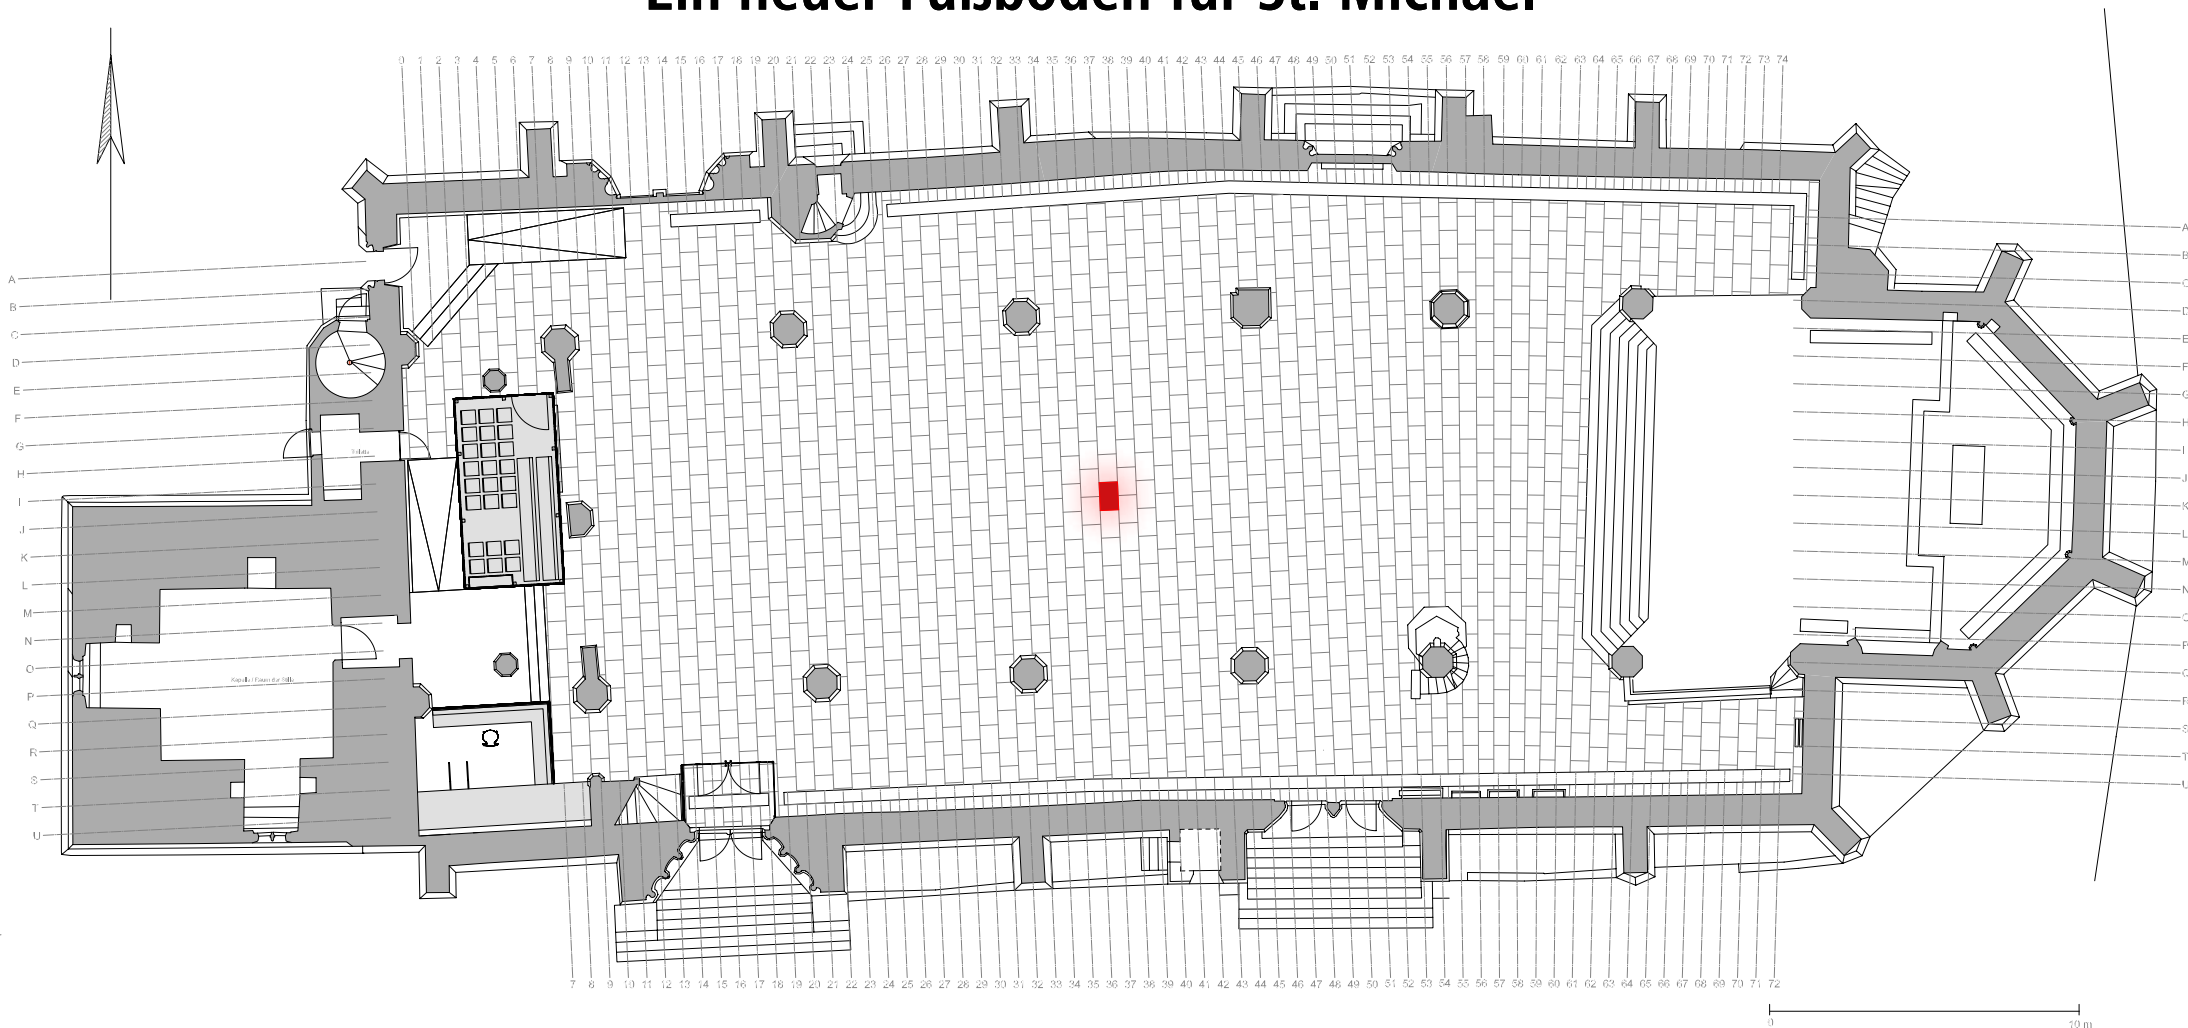 Ein neuer Fußboden für St. Michael
0 1 2 3 4 5 6 7 8 9 10 11 12 13 14 15 16 17 18 19 20 21 22 23 24 25 26 27 28 29 30 31 32 33 34 35 36 37 38 39 40 41 42 43 44 45 46 47 48 49 50 51 52 53 54 55 56 57 58 59 60 61 62 63 64 65 66 67 68 69 70 71 72 73 74
A A
B B
C C
D D
E E
F F
G G
H H
I I
J J
K K
L L
M M
N N
O O
P P
Q Q
R R
S S
T T
U U
7 8 9 10 11 12 13 14 15 16 17 18 19 20 21 22 23 24 25 26 27 28 29 30 31 32 33 34 35 36 37 38 39 40 41 42 43 44 45 46 47 48 49 50 51 52 53 54 55 56 57 58 59 60 61 62 63 64 65 66 67 68 69 70 71 72
0 10 m